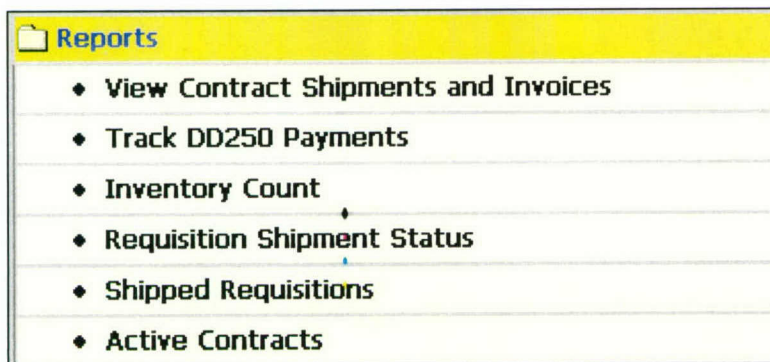 Reports
View Contract Shipments and Invoices
Track DD250 Payments
Inventory Count
Requisition Shipment Status
Shipped Requisitions
Active Contracts